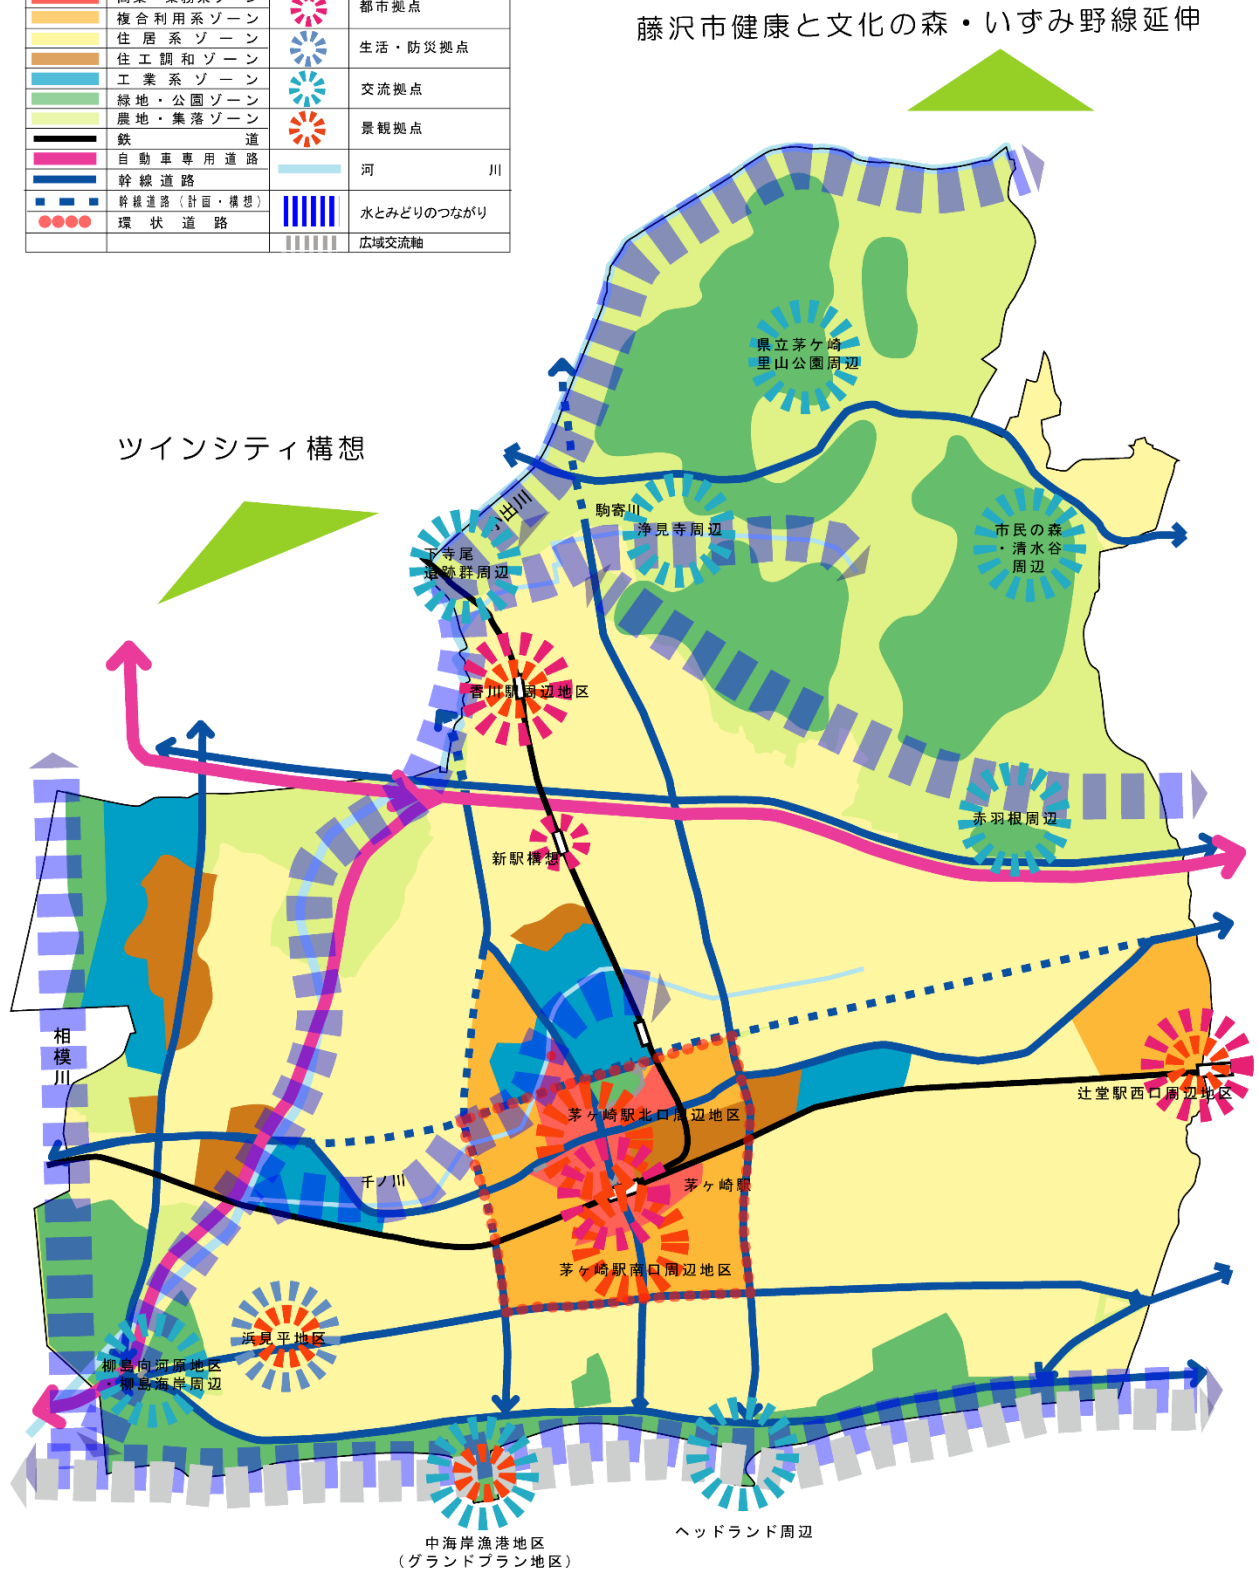 商業・業務系ゾーン
都市拠点
複合利用系ゾーン
住居系ゾーン
生活・防災拠点
住工調和ゾーン
工業系ゾーン
交流拠点
緑地・公園ゾーン
農地・集落ゾーン
景観拠点
鉄道
自動車専用道路
河川
幹線道路
幹線道路(計画・構想)
水とみどりのつながり
環状道路
広域交流軸
藤沢市健康と文化の森・いずみ野線延伸
ツインシティ構想
県立茅ケ崎
里山公園周辺
小出川
駒寄川
浄見寺周辺
市民の森
・清水谷
周辺
下寺尾
遺跡群周辺
香川駅周辺地区
新駅構想
赤羽根周辺
相模川
辻堂駅西口周辺地区
茅ヶ崎駅北口周辺地区
千ノ川
茅ヶ崎駅
茅ヶ崎駅南口周辺地区
浜見平地区
柳島向河原地区
・柳島海岸周辺
ヘッドランド周辺
中海岸漁港地区
(グランドプラン地区)